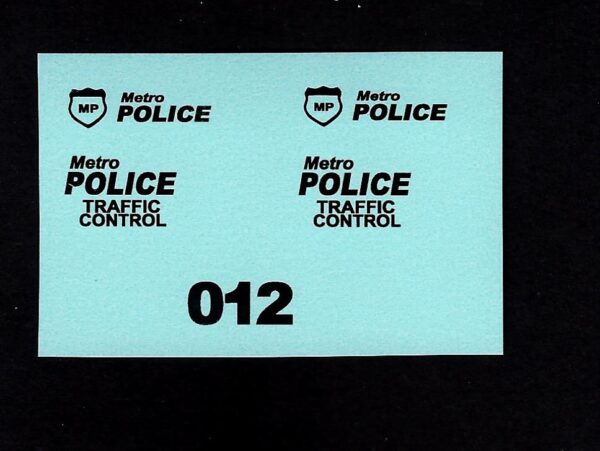 MP Metro POLICE
MP Metro POLICE
Metro
POLICE
TRAFFIC
CONTROL
Metro
POLICE
TRAFFIC
CONTROL
012